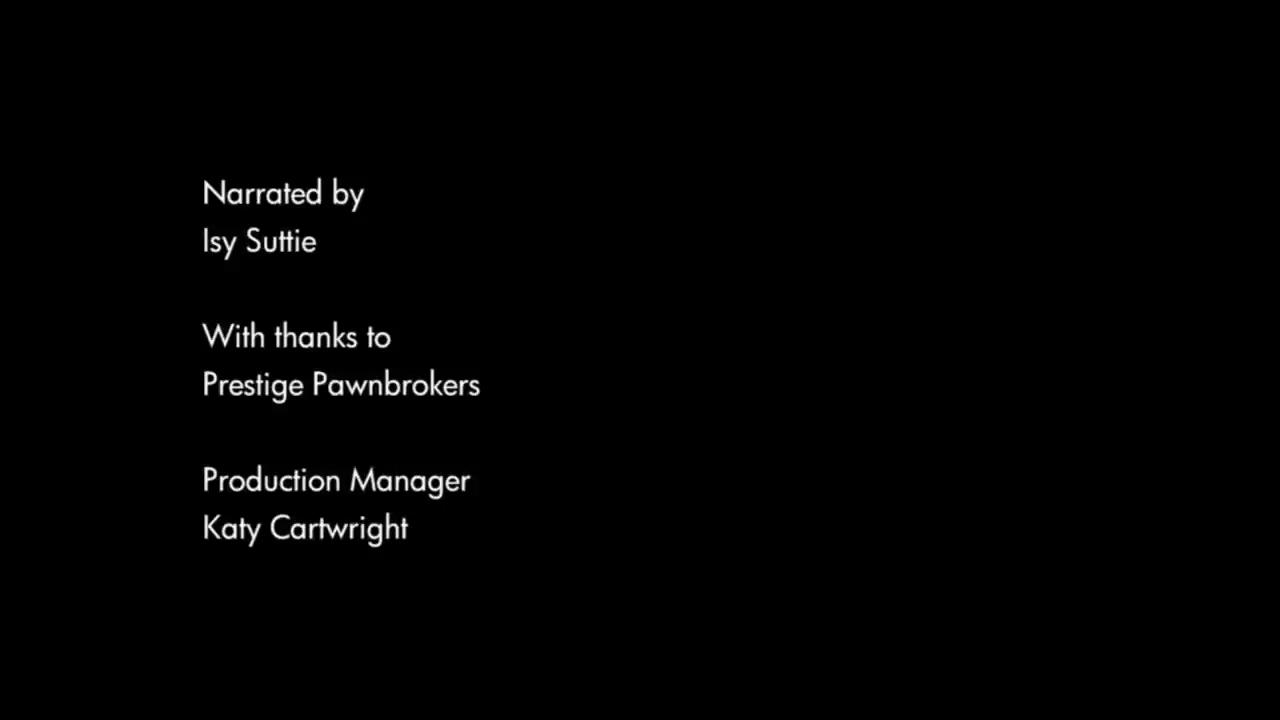 Narrated by
Isy Suttie
With thanks to
Prestige Pawnbrokers
Production Manager
Katy Cartwright